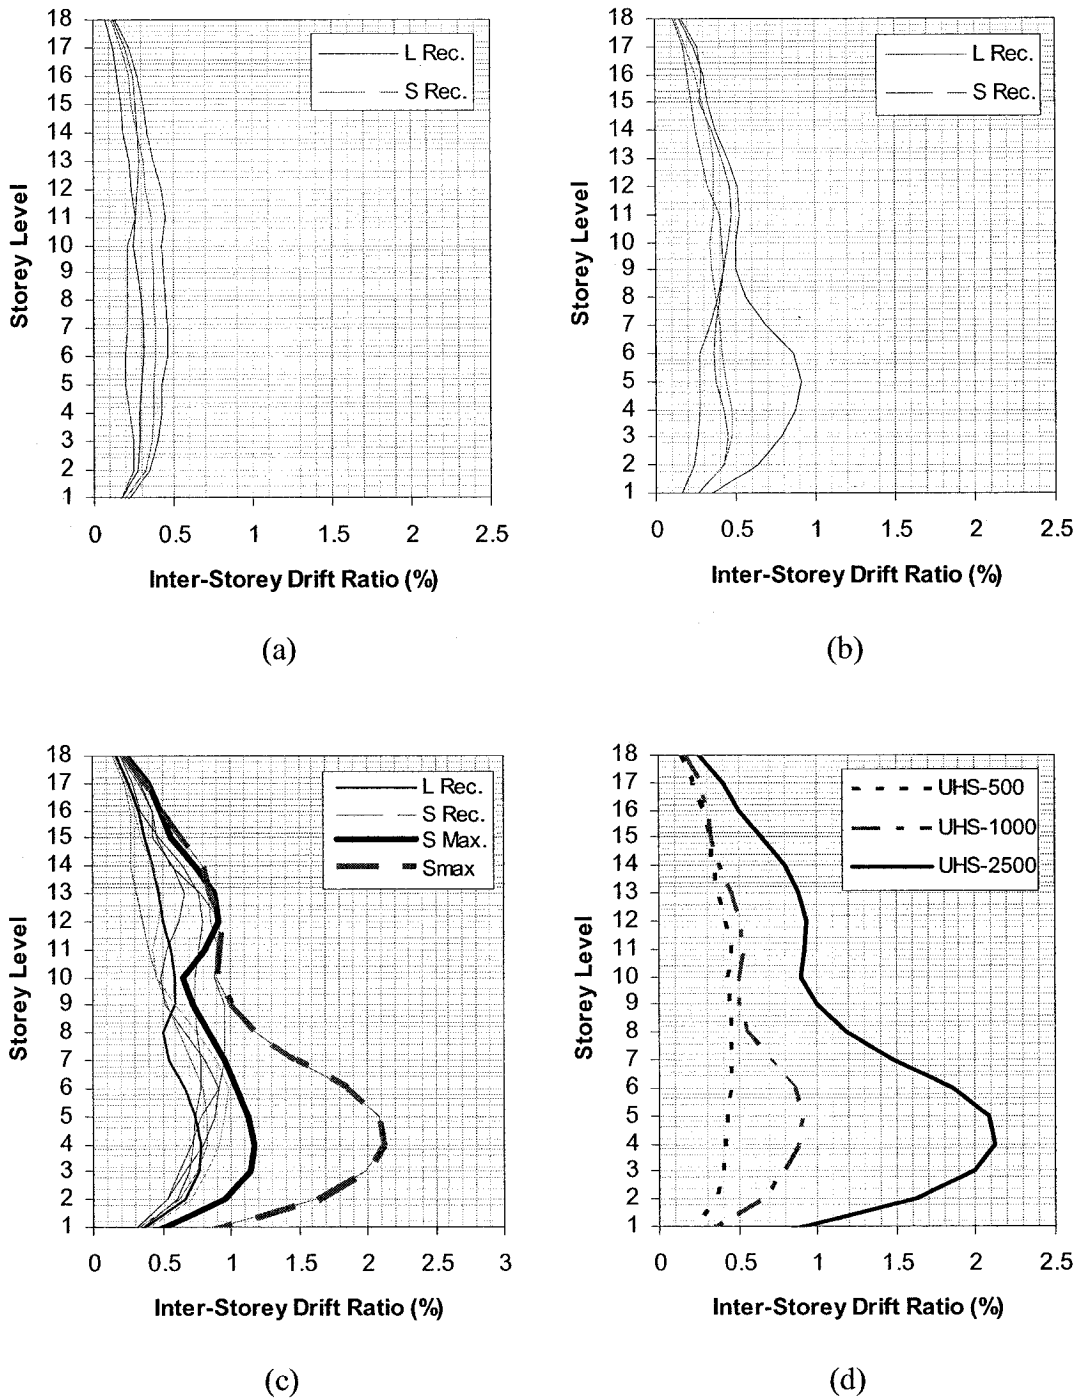 18
17
16
15
14
13
12
11
10
9
8
7
6
5
4
3
2
1
Storey Level
L Rec.
S Rec.
0 0.5 1 1.5 2 2.5
Inter-Storey Drift Ratio (%)
(a)
18
17
16
15
14
13
12
11
10
9
8
7
6
5
4
3
2
1
Storey Level
L Rec.
S Rec.
0 0.5 1 1.5 2 2.5
Inter-Storey Drift Ratio (%)
(b)
18
17
16
15
14
13
12
11
10
9
8
7
6
5
4
3
2
1
Storey Level
L Rec.
S Rec.
S Max.
Smax
0 0.5 1 1.5 2 2.5 3
Inter-Storey Drift Ratio (%)
(c)
18
17
16
15
14
13
12
11
10
9
8
7
6
5
4
3
2
1
Storey Level
UHS-500
UHS-1000
UHS-2500
0 0.5 1 1.5 2 2.5
Inter-Storey Drift Ratio (%)
(d)